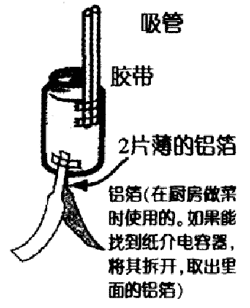 吸管
胶带
2片薄的铝箔
铝箔(在厨房做菜
时使用的。如果能
找到纸介电容器,
将其拆开,取出里
面的铝箔)